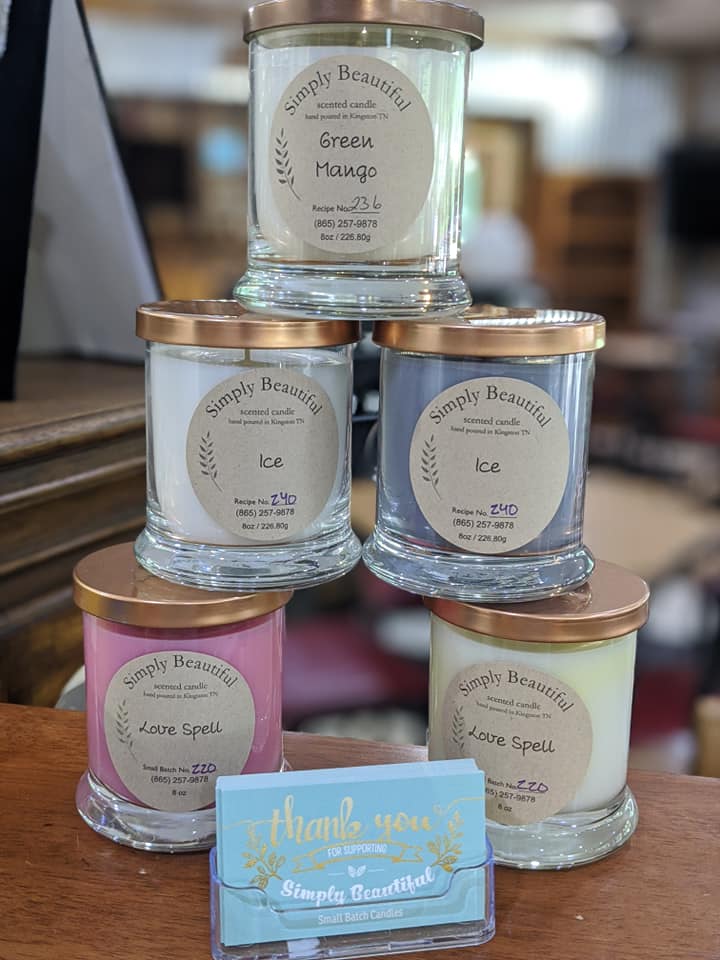 Simply Beautiful
scented candle
hand poured in Kingston TN
Green
Mango
Recipe No. 236
(865) 257-9878
8oz / 226.80g
Simply Beautiful
scented candle
hand poured in Kingston TN
Ice
Recipe No. 240
(865) 257-9878
8oz / 226.80g
Simply Beautiful
scented candle
hand poured in Kingston TN
Ice
Recipe No. 240
(865) 257-9878
8oz / 226.80g
Simply Beautiful
scented candle
hand poured in Kingston TN
Love Spell
Small Batch No. 220
(865) 257-9878
8 oz
Simply Beautiful
scented candle
hand poured in Kingston TN
Love Spell
Batch No. 220
65) 257-9878
8 oz
thank you
FOR SUPPORTING
Simply Beautiful
Small Batch Candles